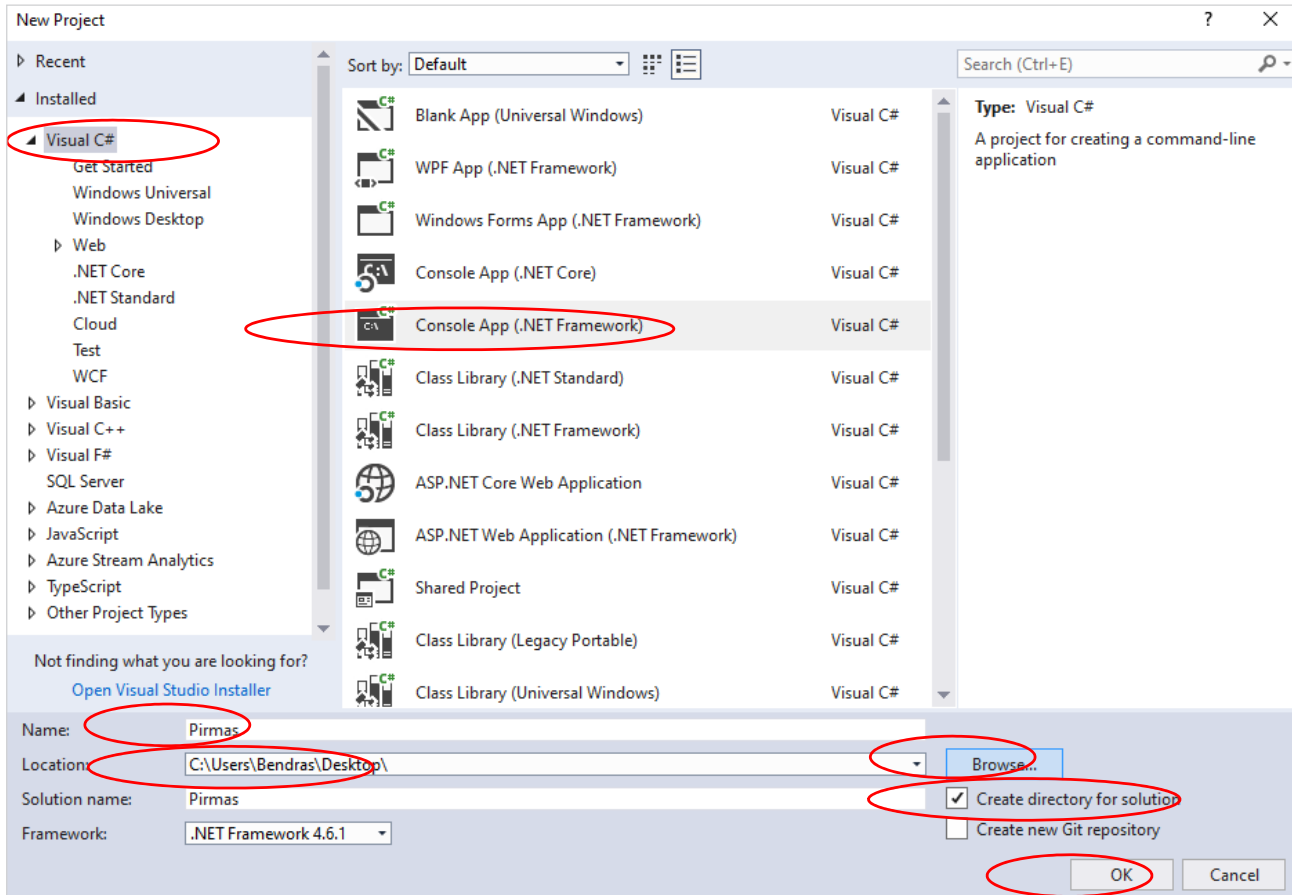 New Project
?
Recent
Installed
Visual C#
Get Started
Windows Universal
Windows Desktop
Web
.NET Core
.NET Standard
Cloud
Test
WCF
Visual Basic
Visual C++
Visual F#
SQL Server
Azure Data Lake
JavaScript
Azure Stream Analytics
TypeScript
Other Project Types
Not finding what you are looking for?
Open Visual Studio Installer
Sort by: Default
Blank App (Universal Windows) Visual C#
WPF App (.NET Framework) Visual C#
Windows Forms App (.NET Framework) Visual C#
Console App (.NET Core) Visual C#
Console App (.NET Framework) Visual C#
Class Library (.NET Standard) Visual C#
Class Library (.NET Framework) Visual C#
ASP.NET Core Web Application Visual C#
ASP.NET Web Application (.NET Framework) Visual C#
Shared Project Visual C#
Class Library (Legacy Portable) Visual C#
Class Library (Universal Windows) Visual C#
Search (Ctrl+E)
Type: Visual C#
A project for creating a command-line
application
Name: Pirmas
Location: C:\Users\Bendras\Desktop\
Browse...
Solution name: Pirmas
Create directory for solution
Framework: .NET Framework 4.6.1
Create new Git repository
OK Cancel